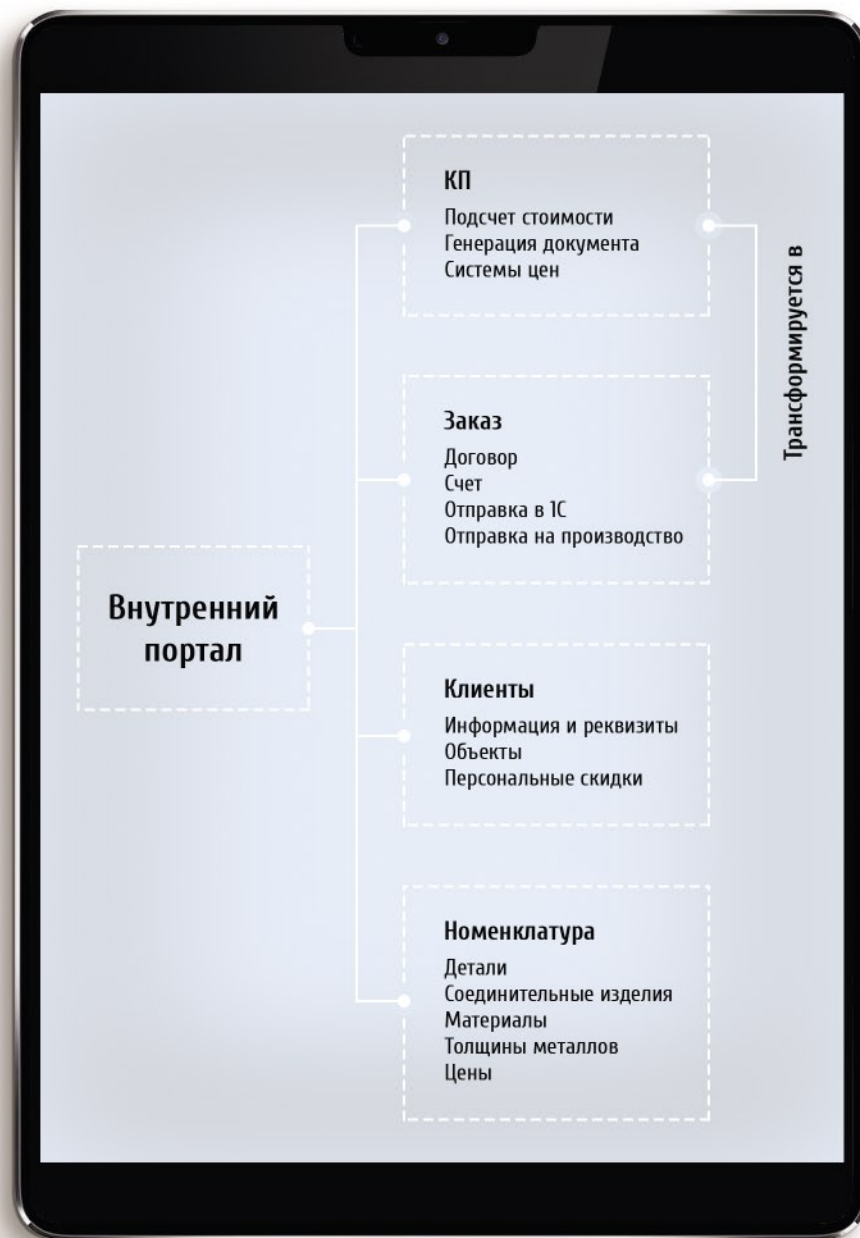 КП
Подсчет стоимости
Генерация документа
Системы цен
Трансформируется в
Заказ
Договор
Счет
Отправка в 1С
Отправка на производство
Внутренний
портал
Клиенты
Информация и реквизиты
Объекты
Персональные скидки
Номенклатура
Детали
Соединительные изделия
Материалы
Толщины металлов
Цены